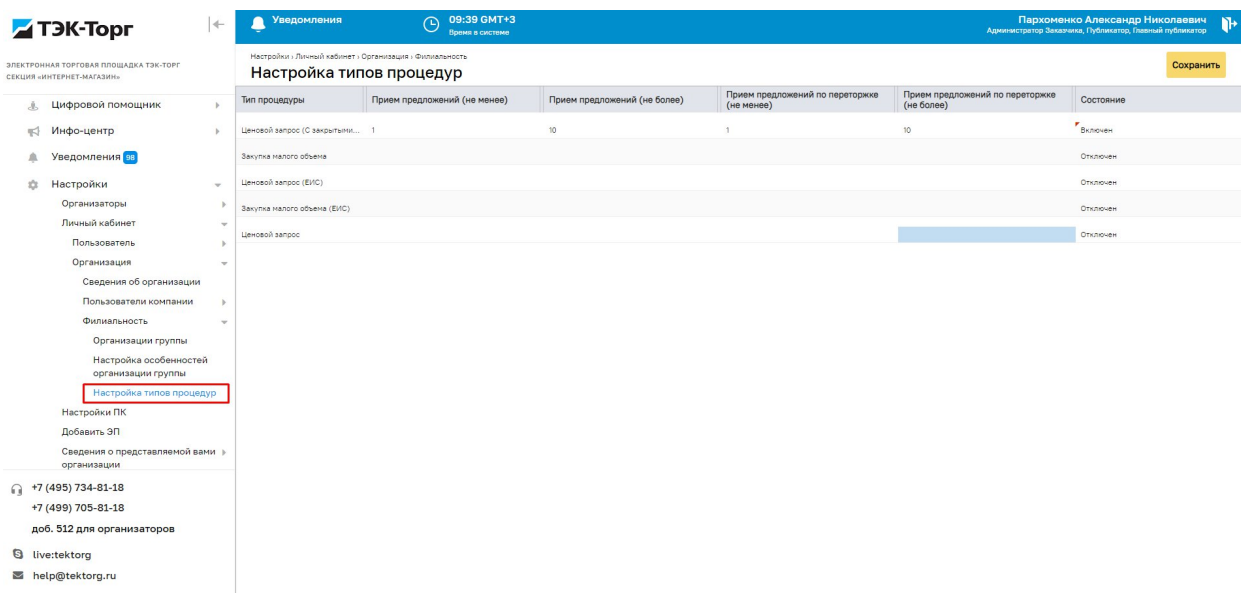 ТЭК-Торг
ЭЛЕКТРОННАЯ ТОРГОВАЯ ПЛОЩАДКА ТЭК-ТОРГ
СЕКЦИЯ «ИНТЕРНЕТ-МАГАЗИН»
Цифровой помощник
Инфо-центр
Уведомления 98
Настройки
Организаторы
Личный кабинет
Пользователь
Организация
Сведения об организации
Пользователи компании
Филиальность
Организации группы
Настройка особенностей
организации группы
Настройка типов процедур
Настройки ПК
Добавить ЭП
Сведения о представляемой вами
организации
+7 (495) 734-81-18
+7 (499) 705-81-18
доб. 512 для организаторов
live:tektorg
help@tektorg.ru
Уведомления
09:39 GMT+3
Время в системе
Пархоменко Александр Николаевич
Администратор Заказчика, Публикатор, Главный публикатор
Настройки › Личный кабинет › Организация › Филиальность
Настройка типов процедур
Сохранить
Тип процедуры Прием предложений (не менее) Прием предложений (не более) Прием предложений по переторжке (не менее) Прием предложений по переторжке (не более) Состояние
Ценовой запрос (С закрытыми... 1 10 1 10 Включен
Закупка малого объема Отключен
Ценовой запрос (ЕИС) Отключен
Закупка малого объема (ЕИС) Отключен
Ценовой запрос Отключен